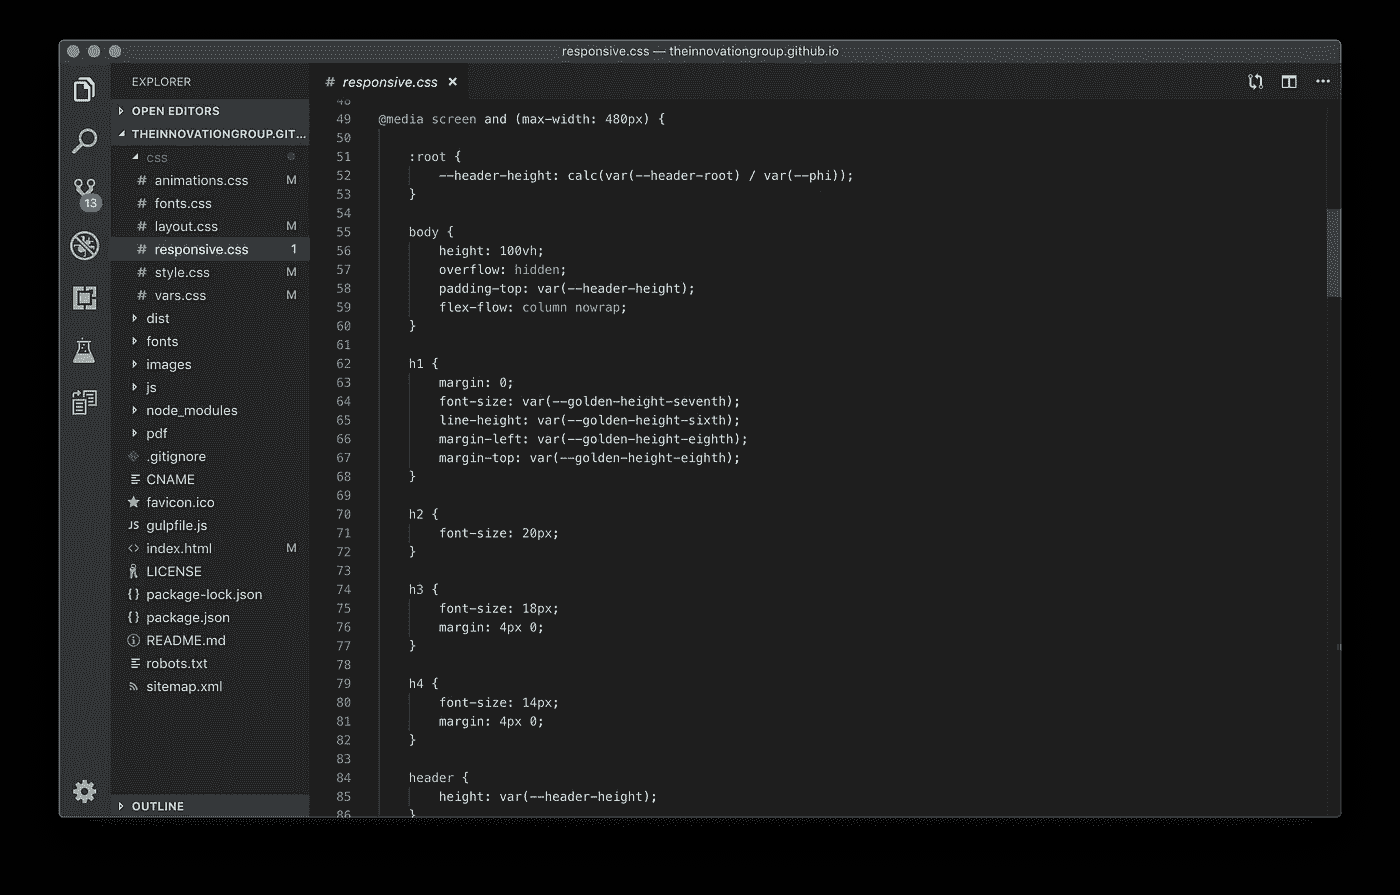 responsive.css — theinnovationgroup.github.io
EXPLORER
OPEN EDITORS
THEINNOVATIONGROUP.GIT...
css
# animations.css M
# fonts.css
# layout.css M
# responsive.css 1
# style.css M
# vars.css M
dist
fonts
images
js
node_modules
pdf
.gitignore
CNAME
favicon.ico
JS gulpfile.js
<> index.html M
LICENSE
{} package-lock.json
{} package.json
README.md
robots.txt
sitemap.xml
OUTLINE
13
# responsive.css ×
48
49 @media screen and (max-width: 480px) {
50
51 :root {
52 --header-height: calc(var(--header-root) / var(--phi));
53 }
54
55 body {
56 height: 100vh;
57 overflow: hidden;
58 padding-top: var(--header-height);
59 flex-flow: column nowrap;
60 }
61
62 h1 {
63 margin: 0;
64 font-size: var(--golden-height-seventh);
65 line-height: var(--golden-height-sixth);
66 margin-left: var(--golden-height-eighth);
67 margin-top: var(--golden-height-eighth);
68 }
69
70 h2 {
71 font-size: 20px;
72 }
73
74 h3 {
75 font-size: 18px;
76 margin: 4px 0;
77 }
78
79 h4 {
80 font-size: 14px;
81 margin: 4px 0;
82 }
83
84 header {
85 height: var(--header-height);
86 }